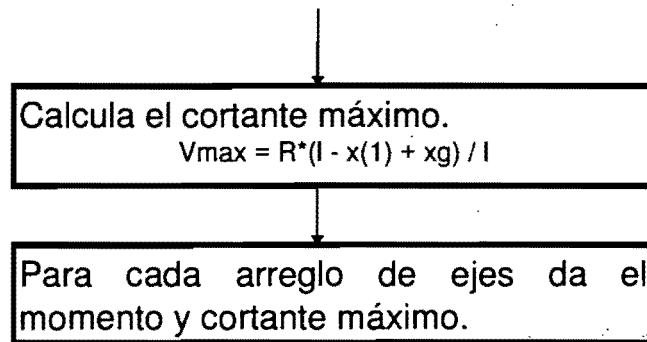 Calcula el cortante máximo.
Vmax = R*(l - x(1) + xg) / l
Para cada arreglo de ejes da el
momento y cortante máximo.